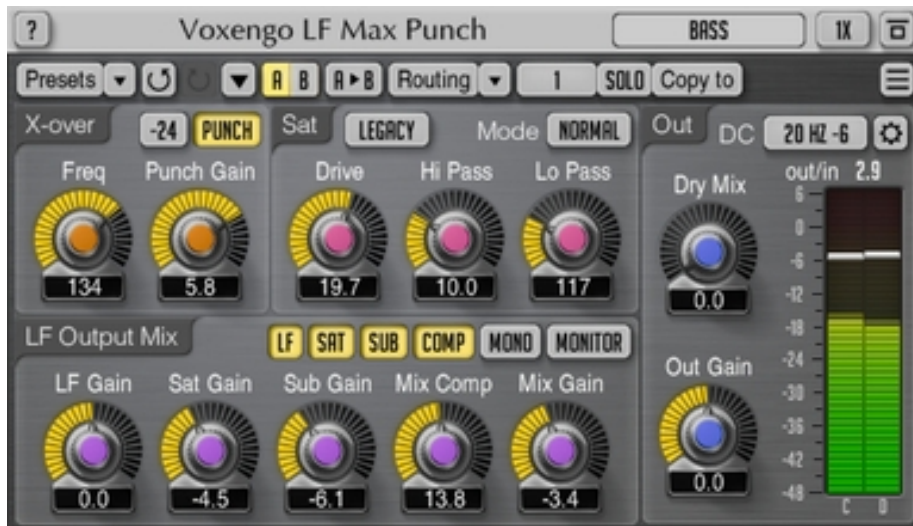 ? Voxengo LF Max Punch BASS 1X
Presets A B A▸B Routing 1 SOLO Copy to
X-over -24 PUNCH Sat LEGACY Mode NORMAL Out DC 20 HZ -6
Freq Punch Gain Drive Hi Pass Lo Pass Dry Mix out/in 2.9
134 5.8 19.7 10.0 117 0.0
LF Output Mix LF SAT SUB COMP MONO MONITOR
LF Gain Sat Gain Sub Gain Mix Comp Mix Gain Out Gain
0.0 -4.5 -6.1 13.8 -3.4 0.0
6
0
-6
-12
-18
-24
-30
-36
-42
-48